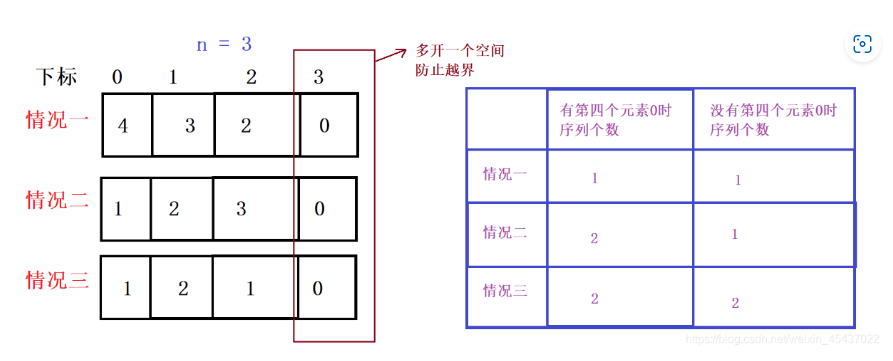 n = 3
多开一个空间
防止越界
下标 0 1 2 3
情况一 4 3 2 0
情况二 1 2 3 0
情况三 1 2 1 0
有第四个元素0时
序列个数
没有第四个元素0时
序列个数
情况一 1 1
情况二 2 1
情况三 2 2
https://blog.csdn.net/weixin_45437022